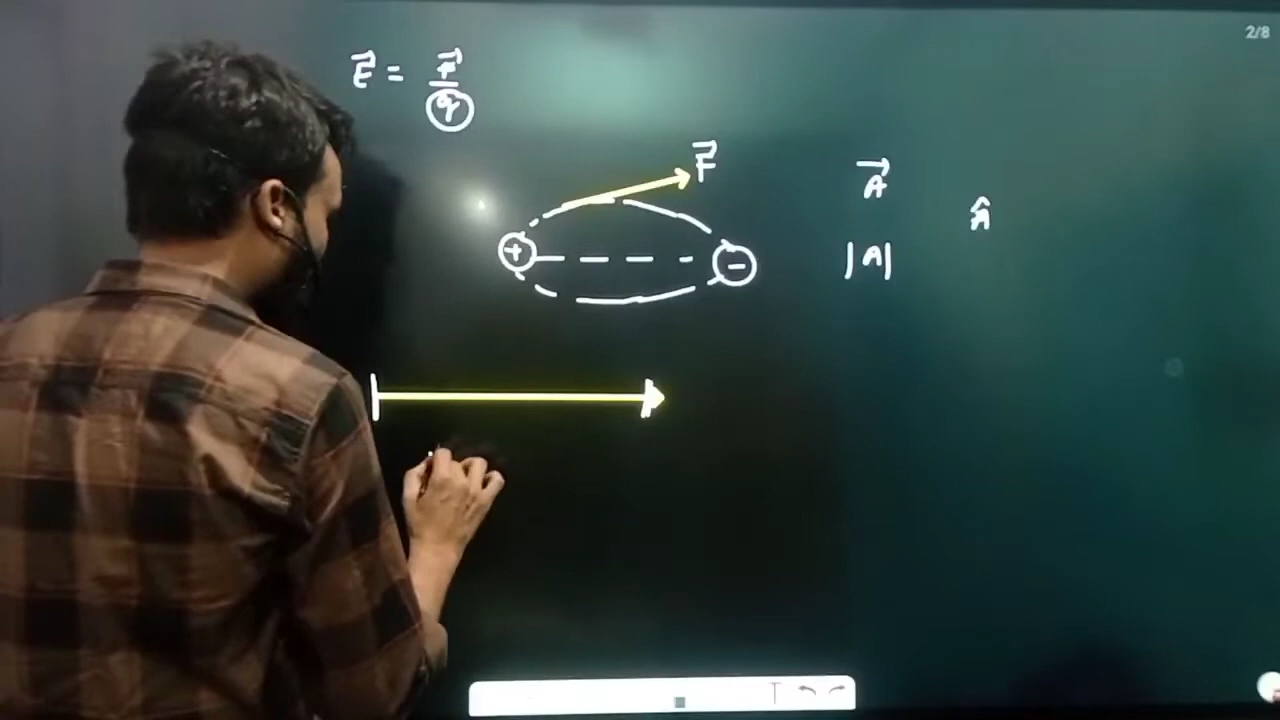 2/8
E⃗ = F⃗/q
F⃗
A⃗
Â
|A|
+ −